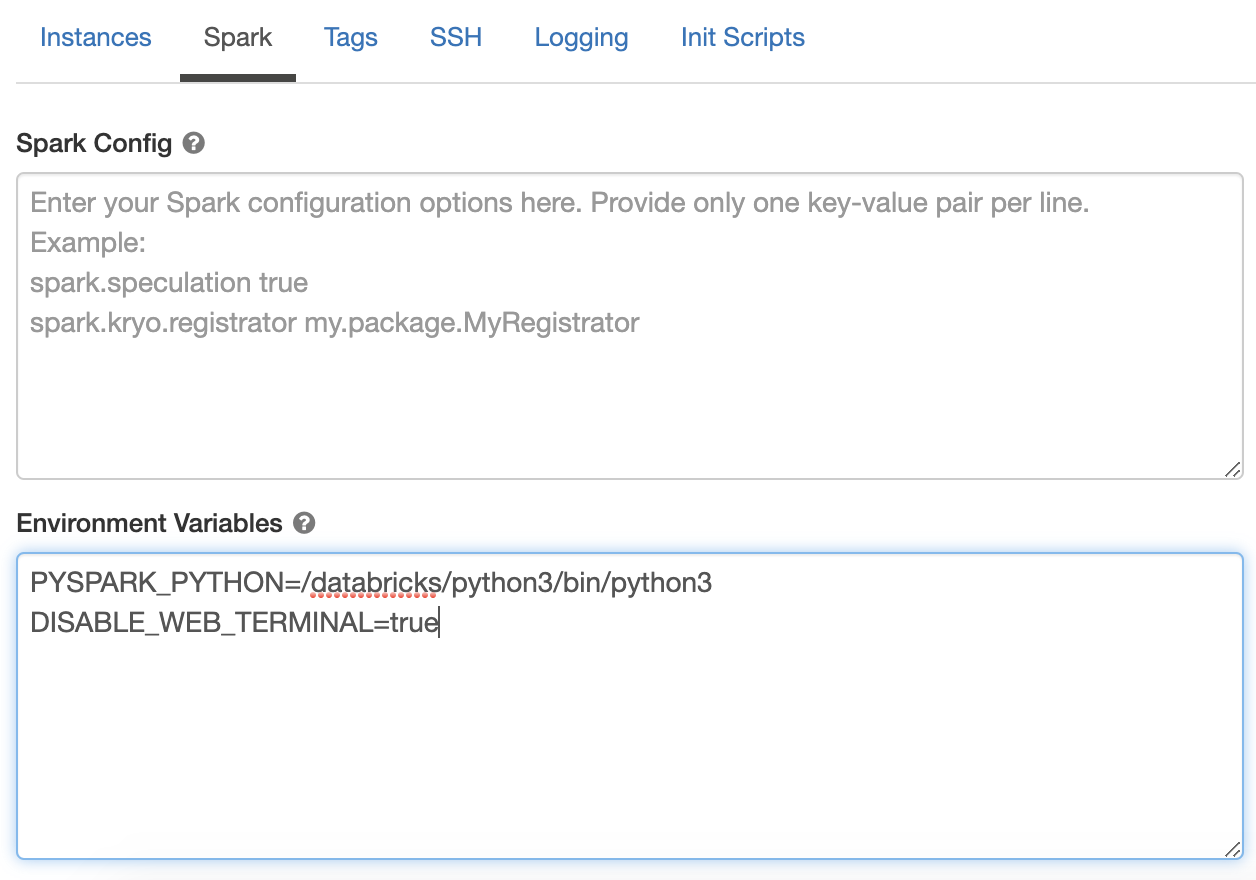 Instances Spark Tags SSH Logging Init Scripts
Spark Config ?
Enter your Spark configuration options here. Provide only one key-value pair per line.
Example:
spark.speculation true
spark.kryo.registrator my.package.MyRegistrator
Environment Variables ?
PYSPARK_PYTHON=/databricks/python3/bin/python3
DISABLE_WEB_TERMINAL=true